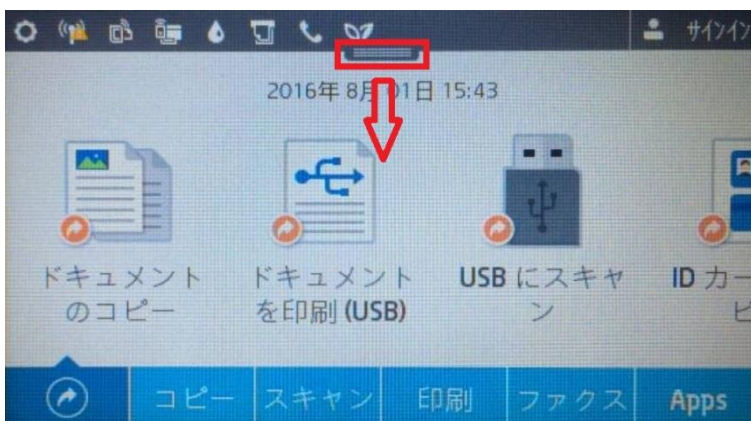 サインイン
2016年 8月 01日 15:43
ドキュメント
のコピー
ドキュメント
を印刷 (USB)
USB にスキャ
ン
ID カー
ピ
コピー
スキャン
印刷
ファクス
Apps